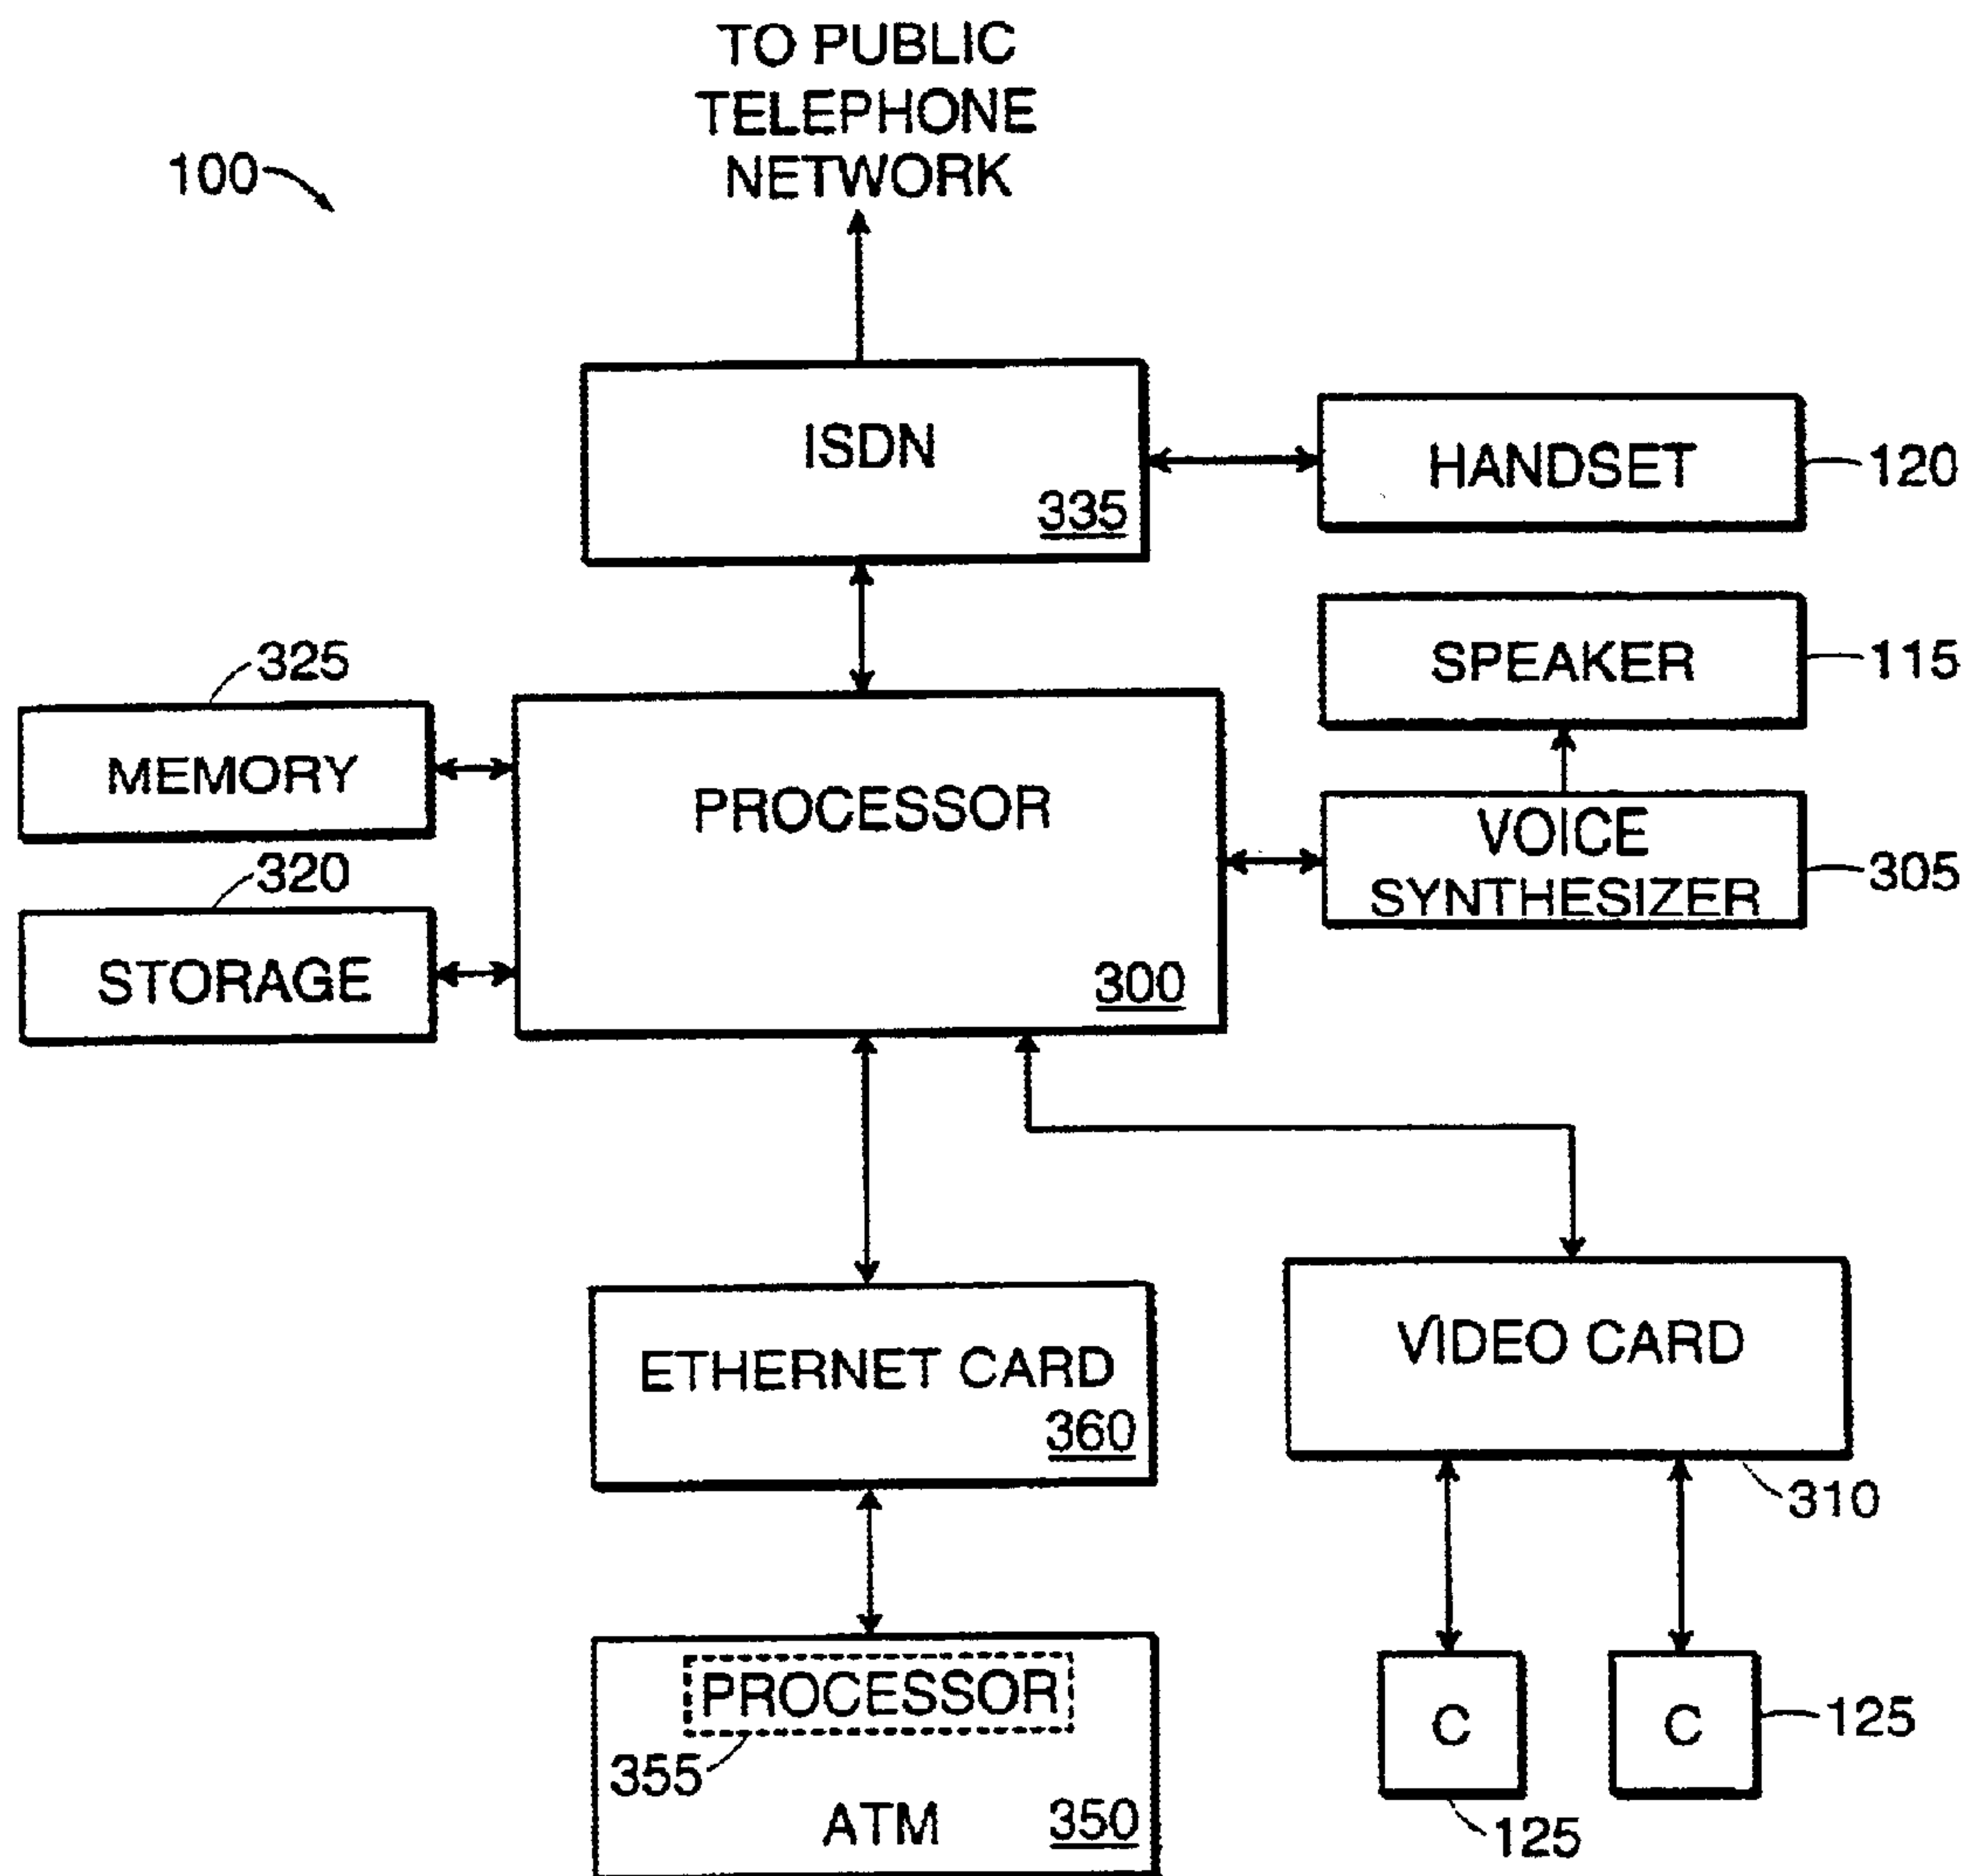 TO PUBLIC
TELEPHONE
NETWORK
100
ISDN
335
HANDSET
120
SPEAKER
115
325
MEMORY
PROCESSOR
300
VOICE
SYNTHESIZER
305
320
STORAGE
ETHERNET CARD
360
VIDEO CARD
310
PROCESSOR
355
ATM
350
C
C
125
125